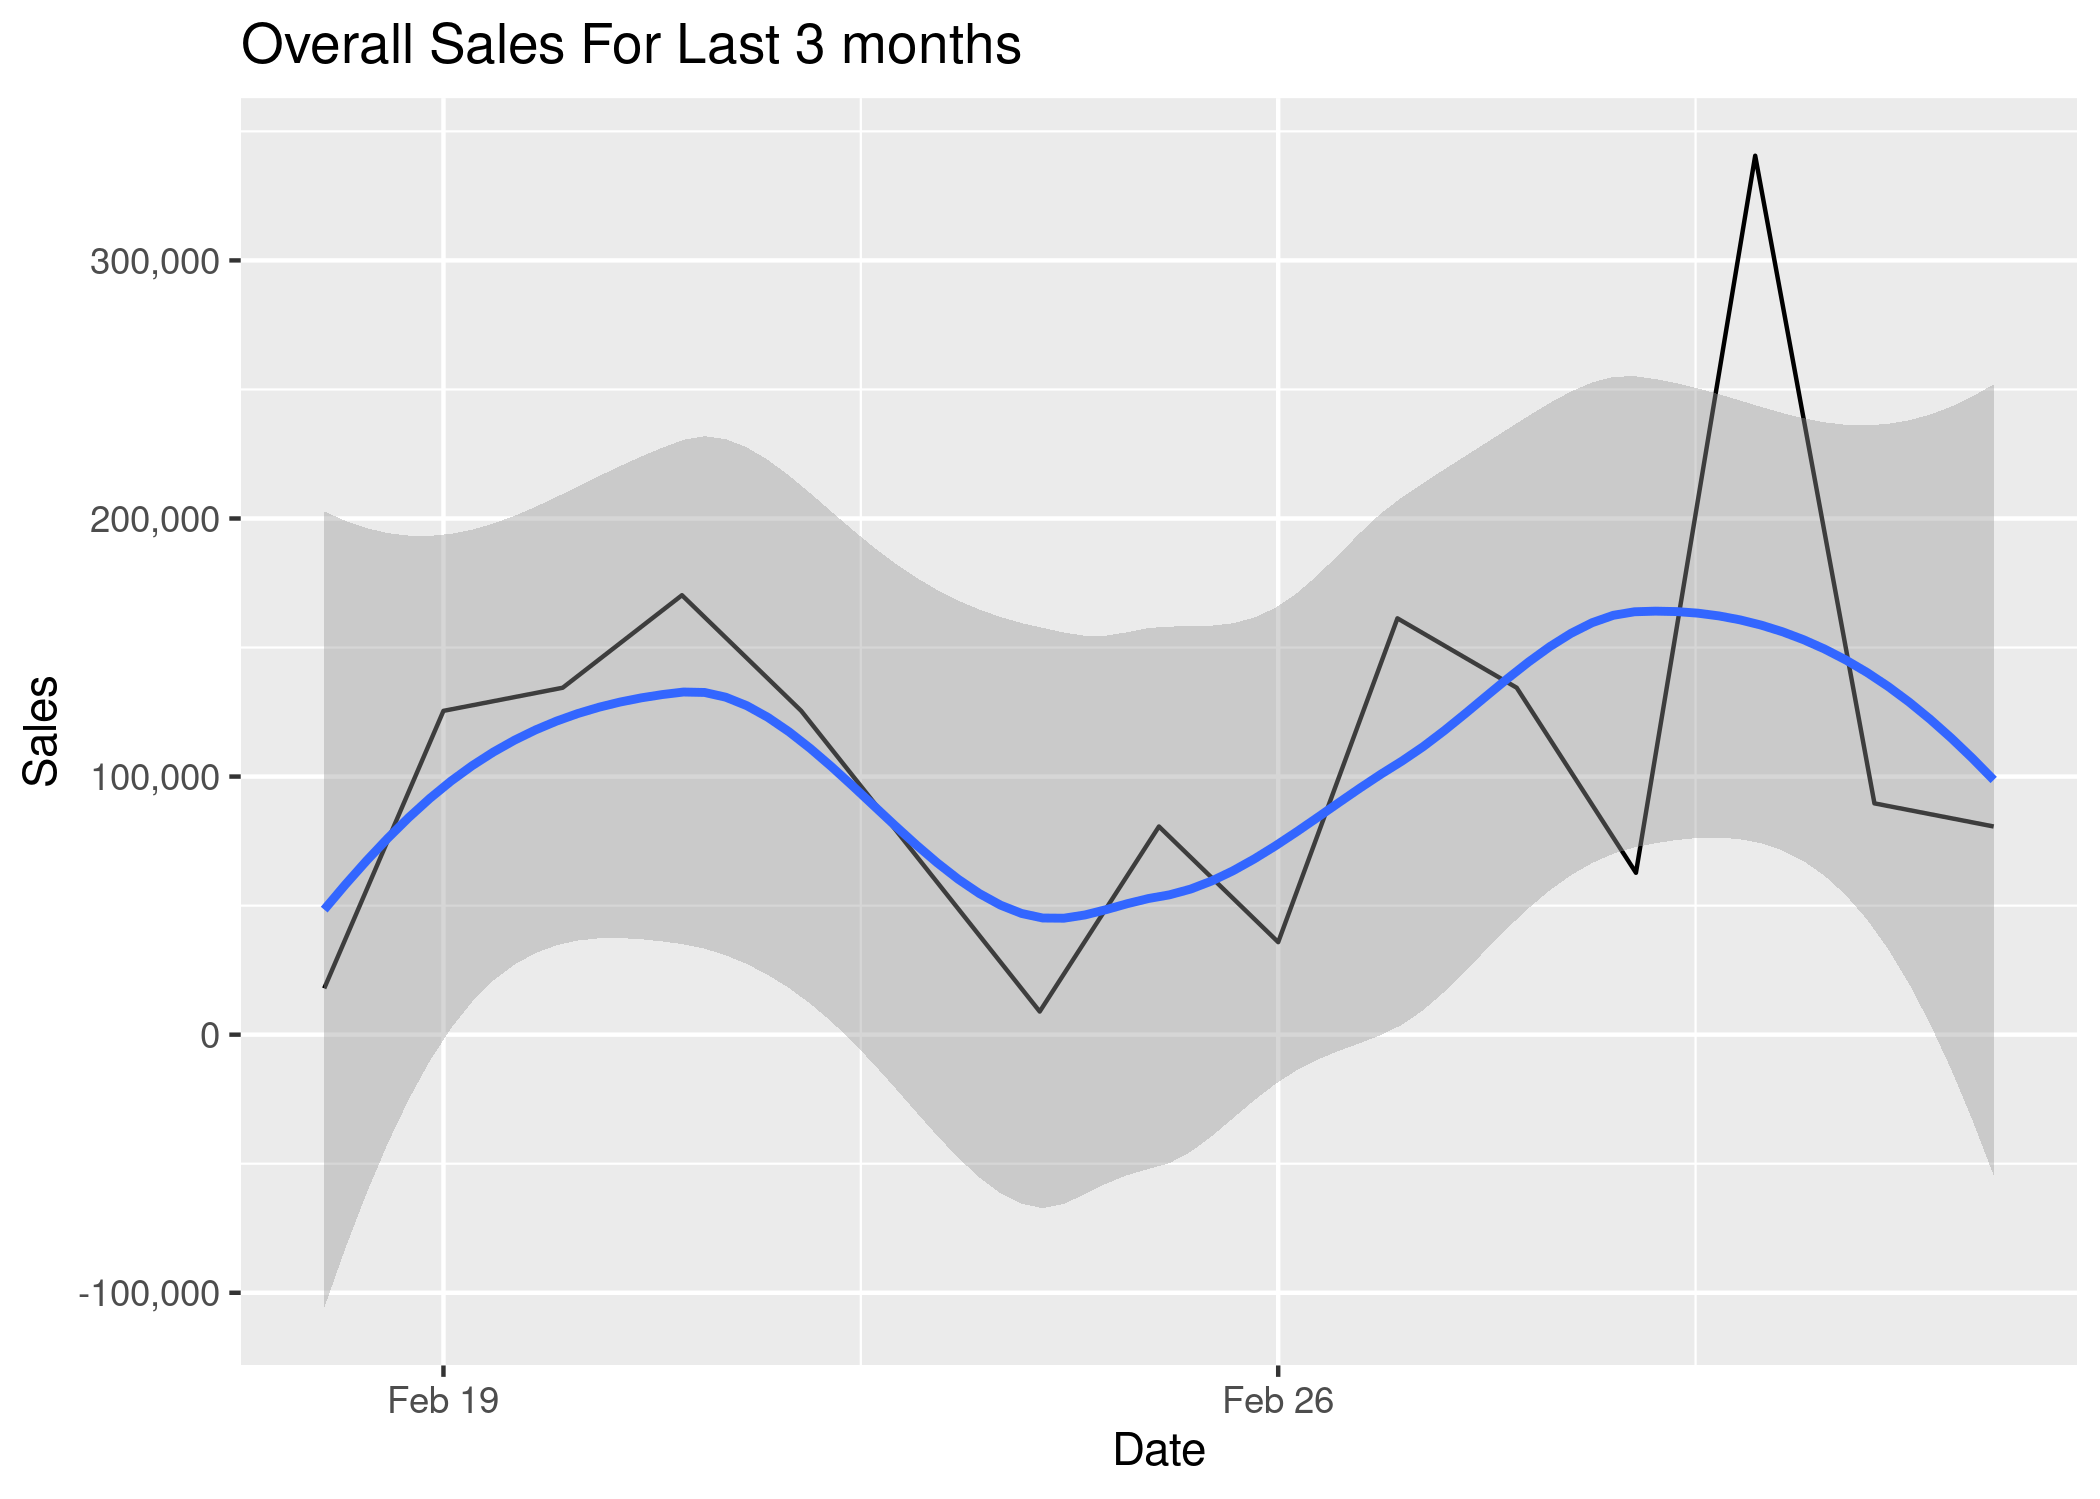 Overall Sales For Last 3 months
300,000
200,000
100,000
0
-100,000
Sales
Feb 19
Feb 26
Date